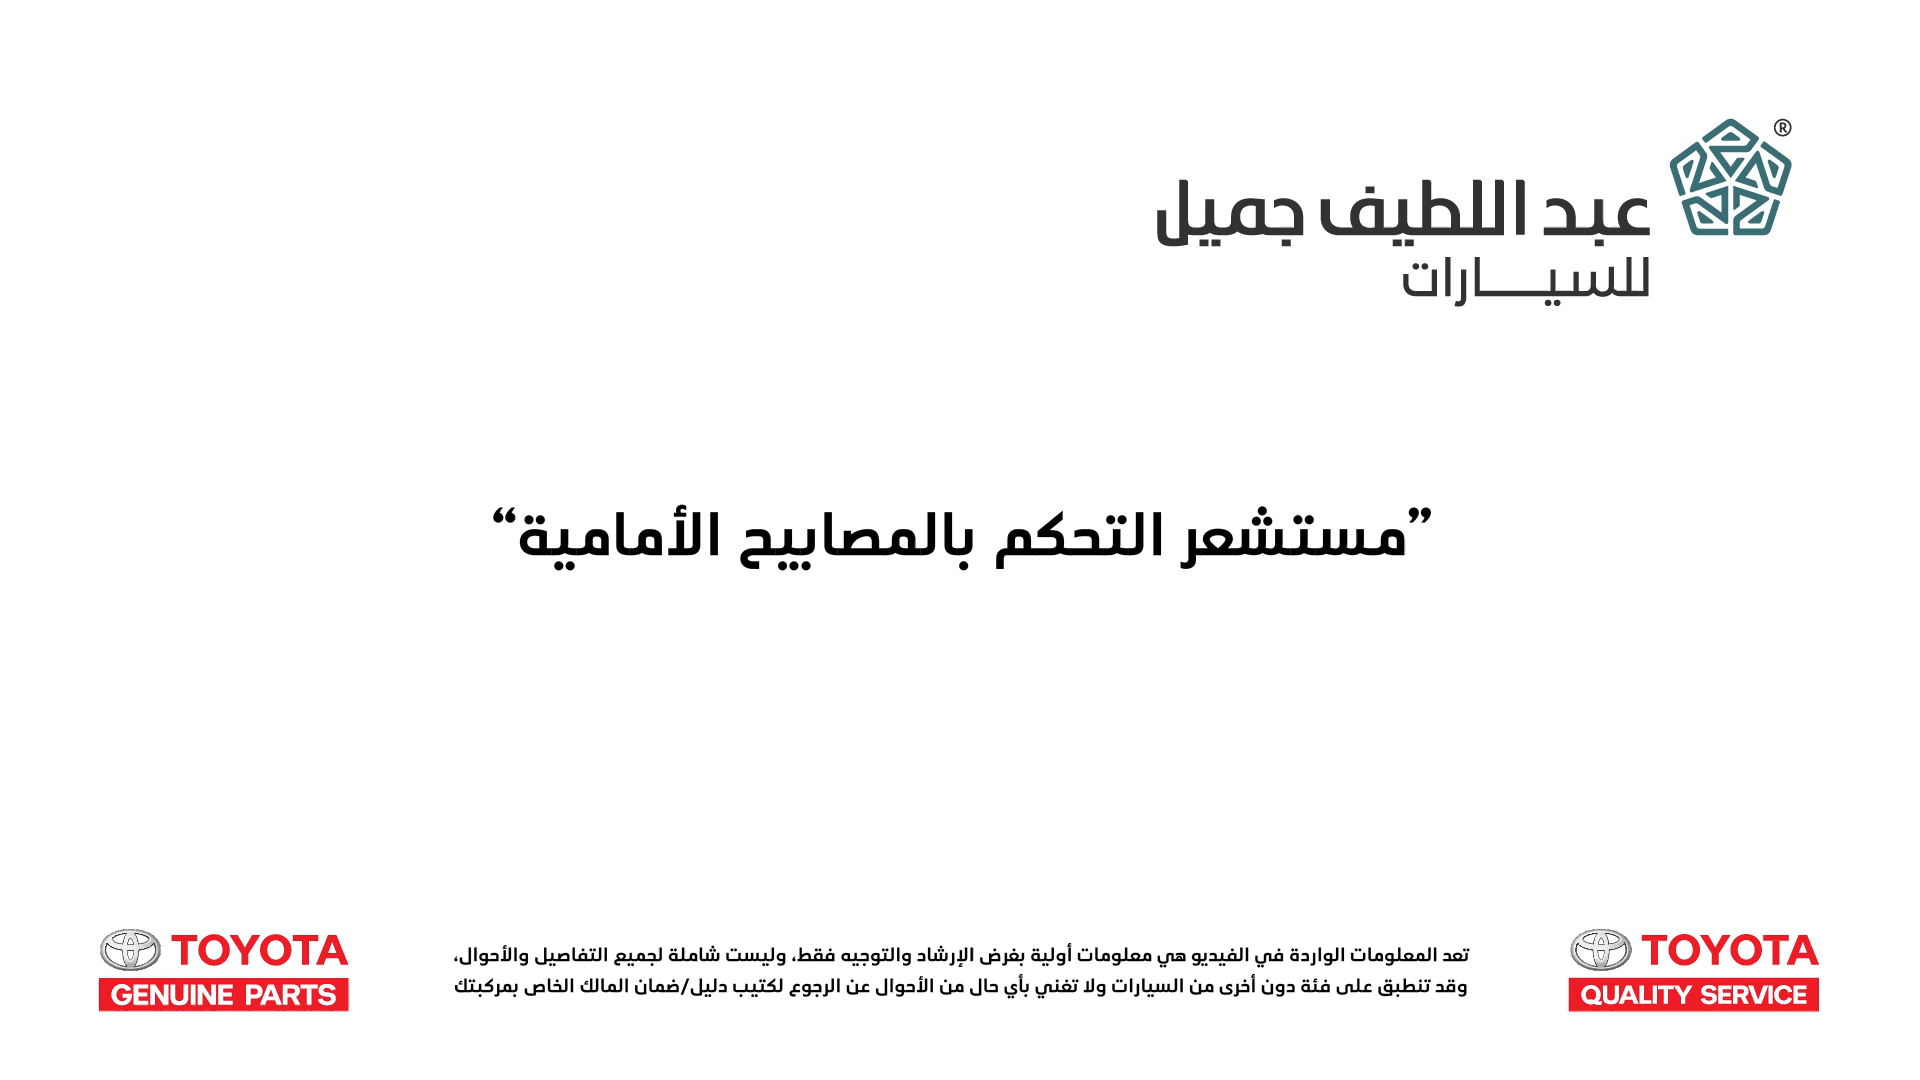 ®
عبد اللطيف جميل
للسيـــارات
”مستشعر التحكم بالمصابيح الأمامية“
TOYOTA
GENUINE PARTS
تعد المعلومات الواردة في الفيديو هي معلومات أولية بغرض الإرشاد والتوجيه فقط، وليست شاملة لجميع التفاصيل والأحوال،
وقد تنطبق على فئة دون أخرى من السيارات ولا تغني بأي حال من الأحوال عن الرجوع لكتيب دليل/ضمان المالك الخاص بمركبتك
TOYOTA
QUALITY SERVICE